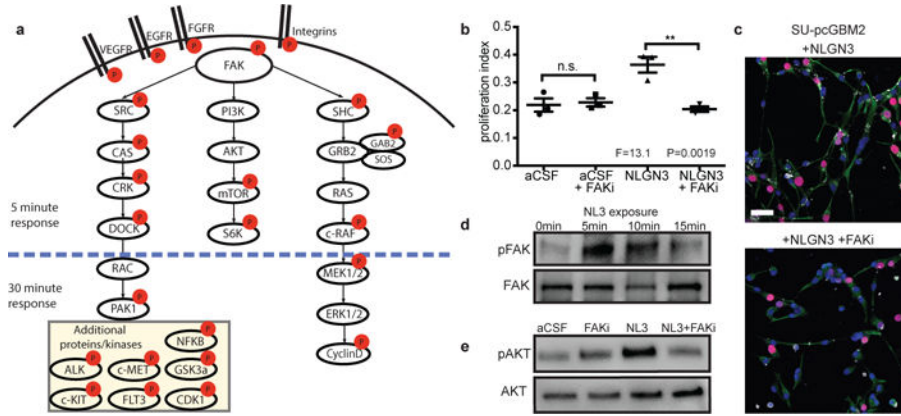 a
VEGFR
EGFR
FGFR
Integrins
P
P
P
P
P
FAK
P
SRC
P
PI3K
SHC
P
CAS
P
AKT
GRB2
GAB2
P
SOS
CRK
P
mTOR
P
RAS
5 minute
response
DOCK
P
S6K
P
c-RAF
P
30 minute
response
RAC
MEK1/2
P
PAK1
P
ERK1/2
CyclinD
P
Additional
proteins/kinases
NFKB
P
ALK
P
c-MET
P
GSK3a
P
c-KIT
P
FLT3
P
CDK1
P
b
proliferation index
0.5
0.4
0.3
0.2
0.1
0.0
n.s.
**
F=13.1 P=0.0019
aCSF
aCSF
+ FAKi
NLGN3
NLGN3
+ FAKi
c
SU-pcGBM2
+NLGN3
+NLGN3 +FAKi
d
NL3 exposure
0min 5min 10min 15min
pFAK
FAK
e
aCSF FAKi NL3 NL3+FAKi
pAKT
AKT